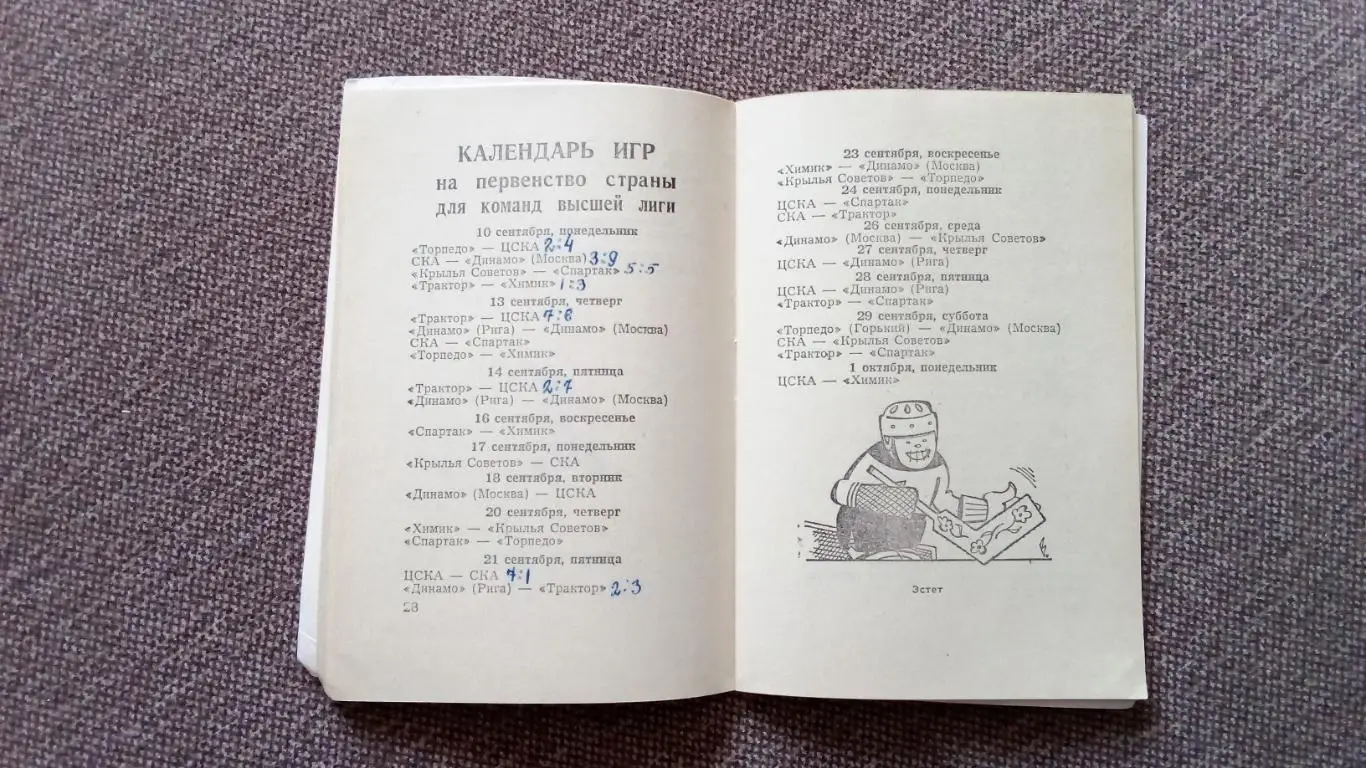 КАЛЕНДАРЬ ИГР
на первенство страны
для команд высшей лиги
10 сентября, понедельник
«Торпедо» — ЦСКА 2:4
СКА — «Динамо» (Москва) 3:9
«Крылья Советов» — «Спартак» 5:5
«Трактор» — «Химик» 1:3
13 сентября, четверг
«Трактор» — ЦСКА 7:8
«Динамо» (Рига) — «Динамо» (Москва)
СКА — «Спартак»
«Торпедо» — «Химик»
14 сентября, пятница
«Трактор» — ЦСКА 2:7
«Динамо» (Рига) — «Динамо» (Москва)
16 сентября, воскресенье
«Спартак» — «Химик»
17 сентября, понедельник
«Крылья Советов» — СКА
18 сентября, вторник
«Динамо» (Москва) — ЦСКА
20 сентября, четверг
«Химик» — «Крылья Советов»
«Спартак» — «Торпедо»
21 сентября, пятница
ЦСКА — СКА 7:1
«Динамо» (Рига) — «Трактор» 2:3
28
23 сентября, воскресенье
«Химик» — «Динамо» (Москва)
«Крылья Советов» — «Торпедо»
24 сентября, понедельник
ЦСКА — «Спартак»
СКА — «Трактор»
26 сентября, среда
«Динамо» (Москва) — «Крылья Советов»
27 сентября, четверг
ЦСКА — «Динамо» (Рига)
28 сентября, пятница
ЦСКА — «Динамо» (Рига)
«Трактор» — «Спартак»
29 сентября, суббота
«Торпедо» (Горький) — «Динамо» (Москва)
СКА — «Крылья Советов»
«Трактор» — «Спартак»
1 октября, понедельник
ЦСКА — «Химик»
Эстет